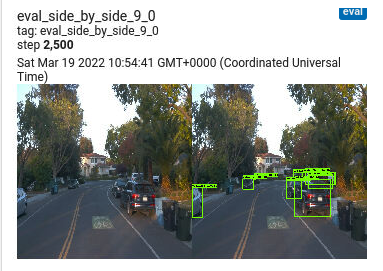 eval_side_by_side_9_0
eval
tag: eval_side_by_side_9_0
step 2,500
Sat Mar 19 2022 10:54:41 GMT+0000 (Coordinated Universal
Time)